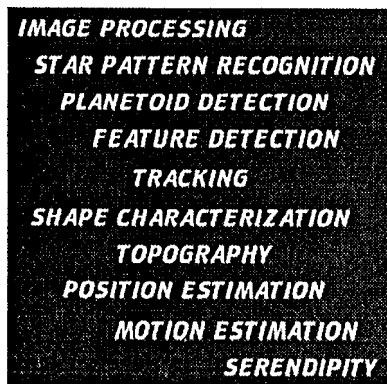 IMAGE PROCESSING
STAR PATTERN RECOGNITION
PLANETOID DETECTION
FEATURE DETECTION
TRACKING
SHAPE CHARACTERIZATION
TOPOGRAPHY
POSITION ESTIMATION
MOTION ESTIMATION
SERENDIPITY